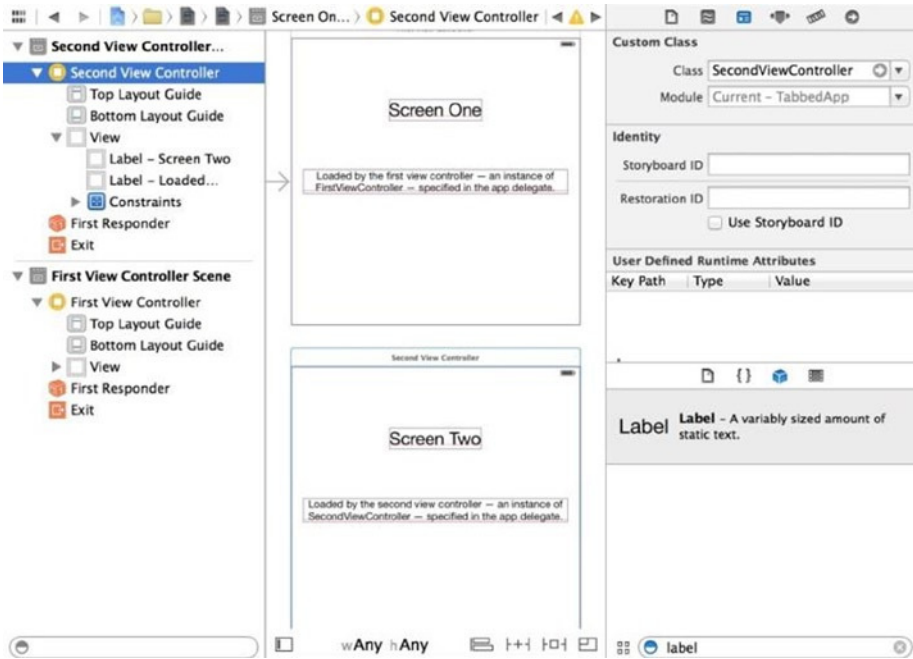 Screen On...
Second View Controller
Second View Controller...
Second View Controller
Top Layout Guide
Bottom Layout Guide
View
Label – Screen Two
Label – Loaded...
Constraints
First Responder
Exit
First View Controller Scene
First View Controller
Top Layout Guide
Bottom Layout Guide
View
First Responder
Exit
Screen One
Loaded by the first view controller — an instance of
FirstViewController — specified in the app delegate.
Second View Controller
Screen Two
Loaded by the second view controller — an instance of
SecondViewController — specified in the app delegate.
wAny hAny
Custom Class
Class SecondViewController
Module Current – TabbedApp
Identity
Storyboard ID
Restoration ID
Use Storyboard ID
User Defined Runtime Attributes
Key Path Type Value
{}
Label
Label – A variably sized amount of
static text.
label